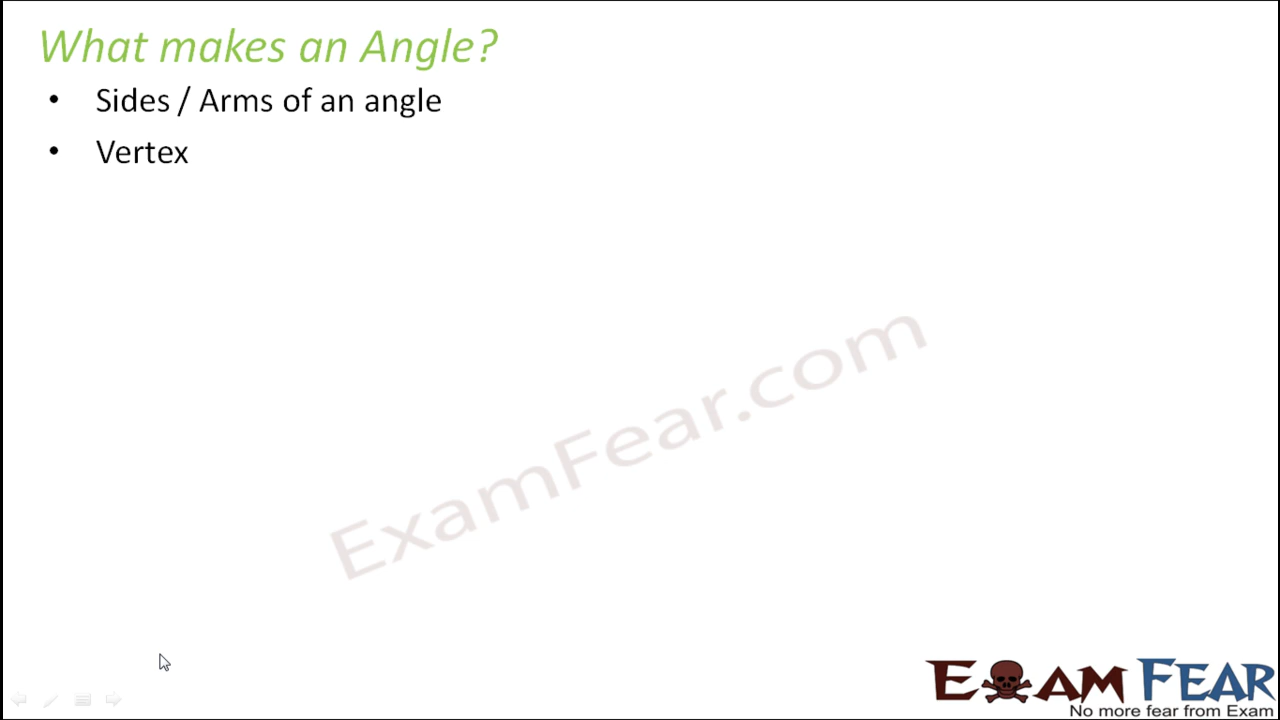 What makes an Angle?
• Sides / Arms of an angle
• Vertex
ExamFear.com
EXAM FEAR
No more fear from Exam